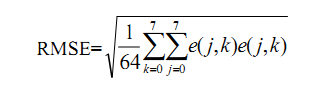 RMSE=√(1/64 ∑_{k=0}^{7} ∑_{j=0}^{7} e(j,k)e(j,k))